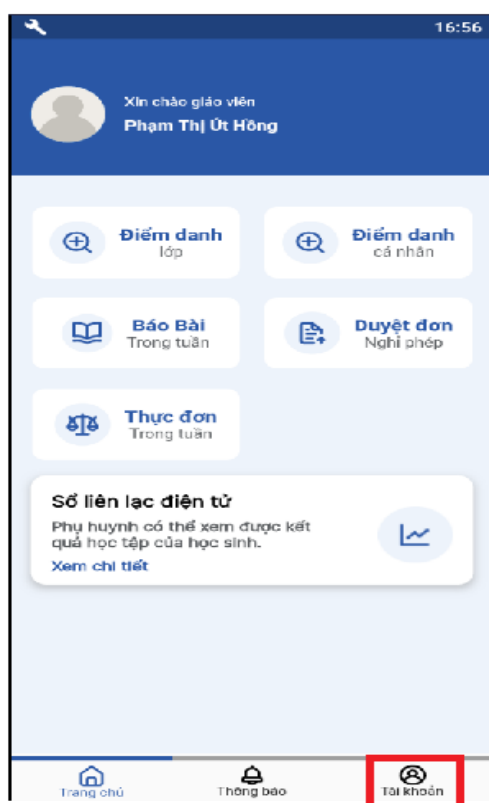 16:56
Xin chào giáo viên
Phạm Thị Út Hồng
Điểm danh
lớp
Điểm danh
cá nhân
Báo Bài
Trong tuần
Duyệt đơn
Nghỉ phép
Thực đơn
Trong tuần
Sổ liên lạc điện tử
Phụ huynh có thể xem được kết
quả học tập của học sinh.
Xem chi tiết
Trang chủ
Thông báo
Tài khoản